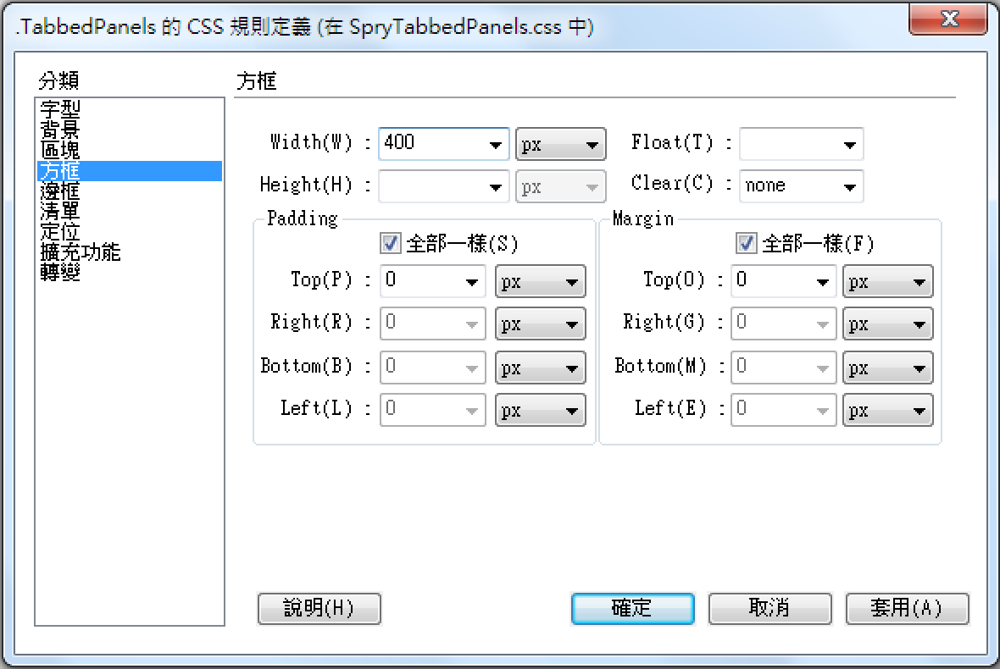 .TabbedPanels 的 CSS 規則定義 (在 SpryTabbedPanels.css 中)
分類
字型
背景
區塊
方框
邊框
清單
定位
擴充功能
轉變
方框
Width(W) : 400 px Float(T) :
Height(H) : px Clear(C) : none
Padding Margin
全部一樣(S) 全部一樣(F)
Top(P) : 0 px Top(O) : 0 px
Right(R) : 0 px Right(G) : 0 px
Bottom(B) : 0 px Bottom(M) : 0 px
Left(L) : 0 px Left(E) : 0 px
說明(H) 確定 取消 套用(A)